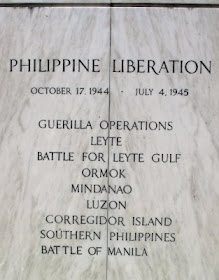 PHILIPPINE LIBERATION
OCTOBER 17, 1944 · JULY 4, 1945
GUERILLA OPERATIONS
LEYTE
BATTLE FOR LEYTE GULF
ORMOK
MINDANAO
LUZON
CORREGIDOR ISLAND
SOUTHERN PHILIPPINES
BATTLE OF MANILA